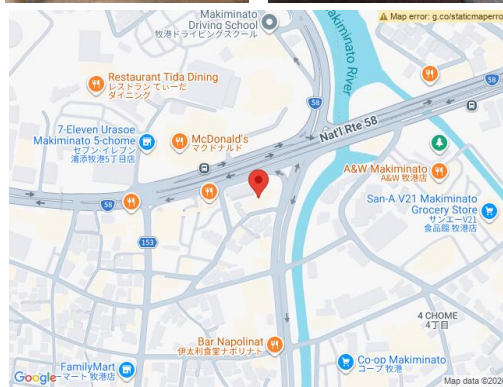 Makiminato
Driving School
牧港ドライビングスクール
Map error: g.co/staticmaperro
Makiminato River
Restaurant Tida Dining
レストラン てぃーだ
ダイニング
58
Nat'l Rte 58
7-Eleven Urasoe
Makiminato 5-chome
セブン-イレブン
浦添牧港5丁目店
McDonald's
マクドナルド
A&W Makiminato
A&W 牧港店
San-A V21 Makiminato
Grocery Store
サンエーV21
食品館 牧港店
58
153
4 CHOME
4丁目
Bar Napolinat
伊太利食堂ナポリナト
FamilyMart
ーマート 牧港店
Co-op Makiminato
コープ 牧港
Google
Map data ©202